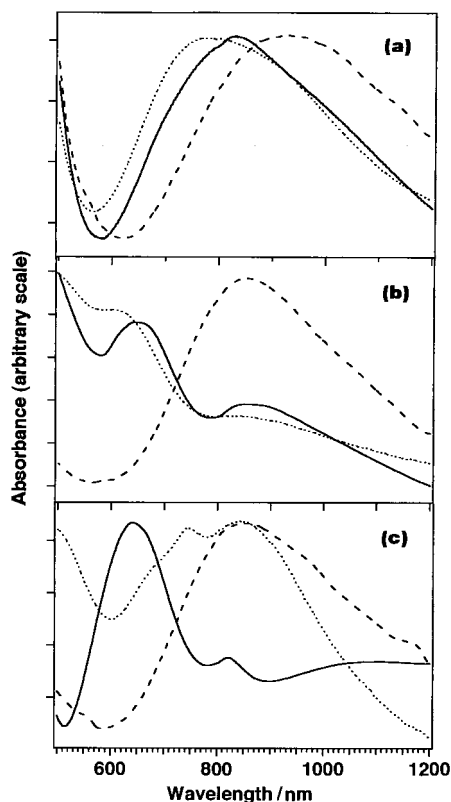 (a)
(b)
(c)
Absorbance (arbitrary scale)
600 800 1000 1200
Wavelength / nm